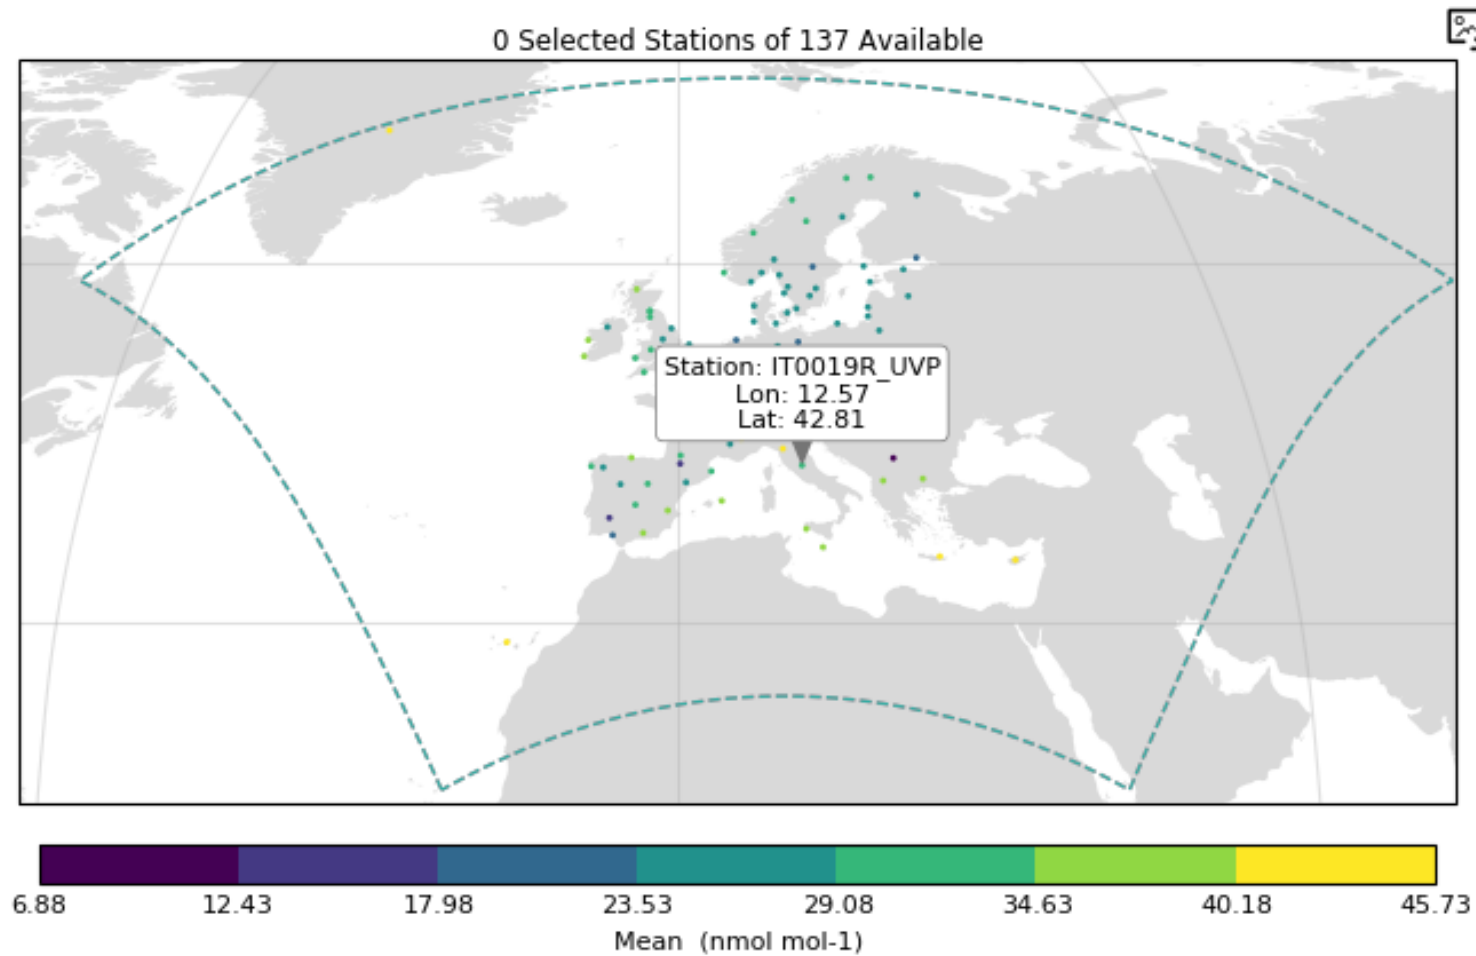 0 Selected Stations of 137 Available
Station: IT0019R_UVP
Lon: 12.57
Lat: 42.81
6.88 12.43 17.98 23.53 29.08 34.63 40.18 45.73
Mean  (nmol mol-1)